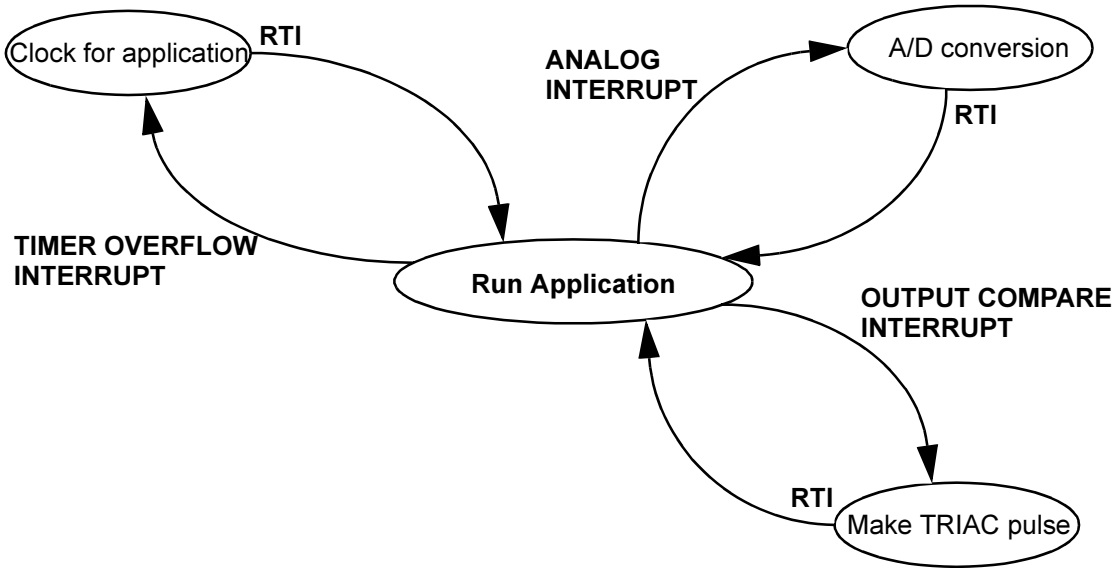 Clock for application
RTI
ANALOG
INTERRUPT
A/D conversion
RTI
TIMER OVERFLOW
INTERRUPT
Run Application
OUTPUT COMPARE
INTERRUPT
RTI
Make TRIAC pulse